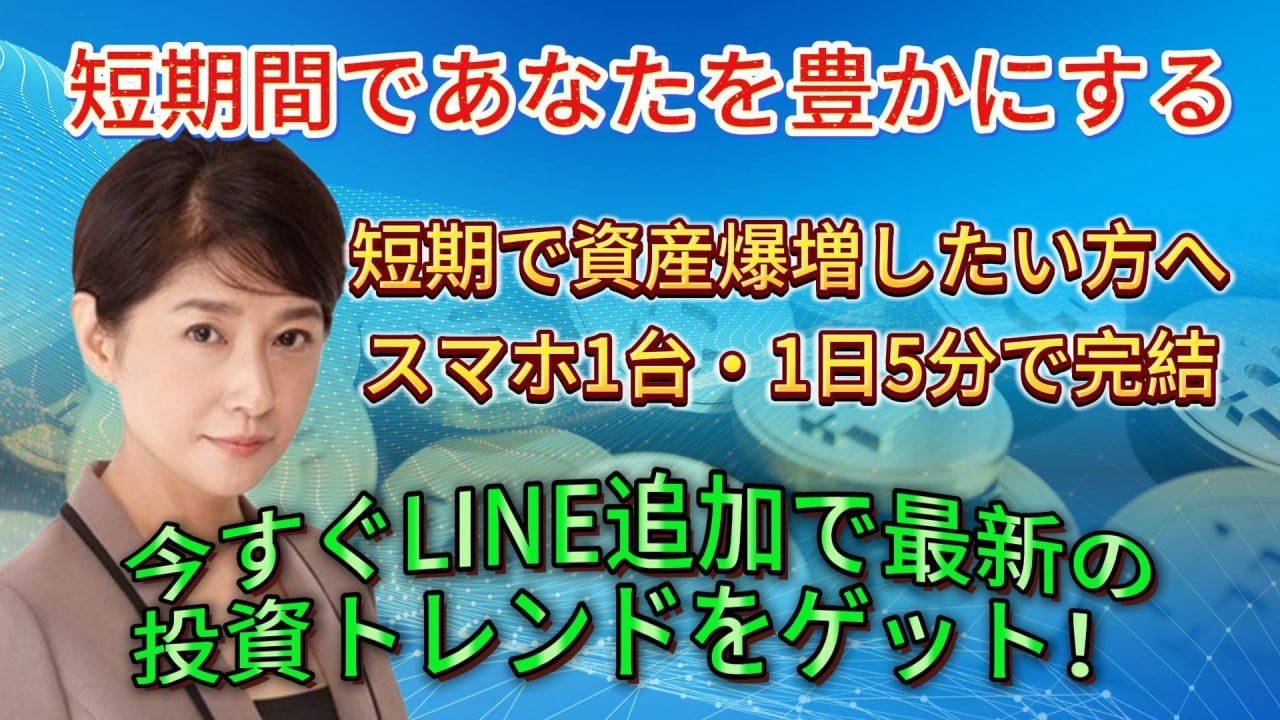 短期間であなたを豊かにする
短期で資産爆増したい方へ
スマホ1台・1日5分で完結
今すぐLINE追加で最新の
投資トレンドをゲット!